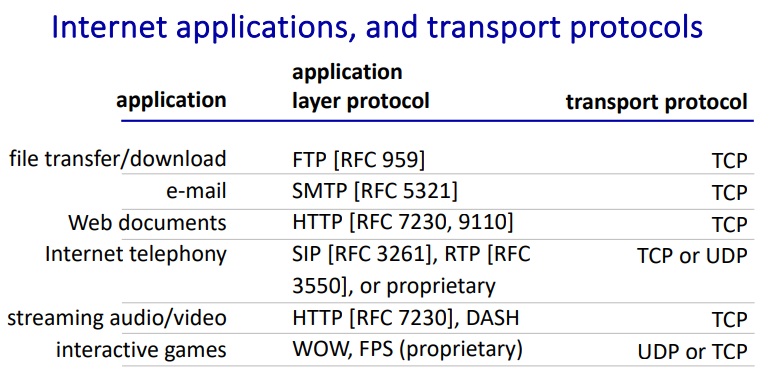 Internet applications, and transport protocols
application
application layer protocol
transport protocol
file transfer/download FTP [RFC 959] TCP
e-mail SMTP [RFC 5321] TCP
Web documents HTTP [RFC 7230, 9110] TCP
Internet telephony SIP [RFC 3261], RTP [RFC TCP or UDP
3550], or proprietary
streaming audio/video HTTP [RFC 7230], DASH TCP
interactive games WOW, FPS (proprietary) UDP or TCP